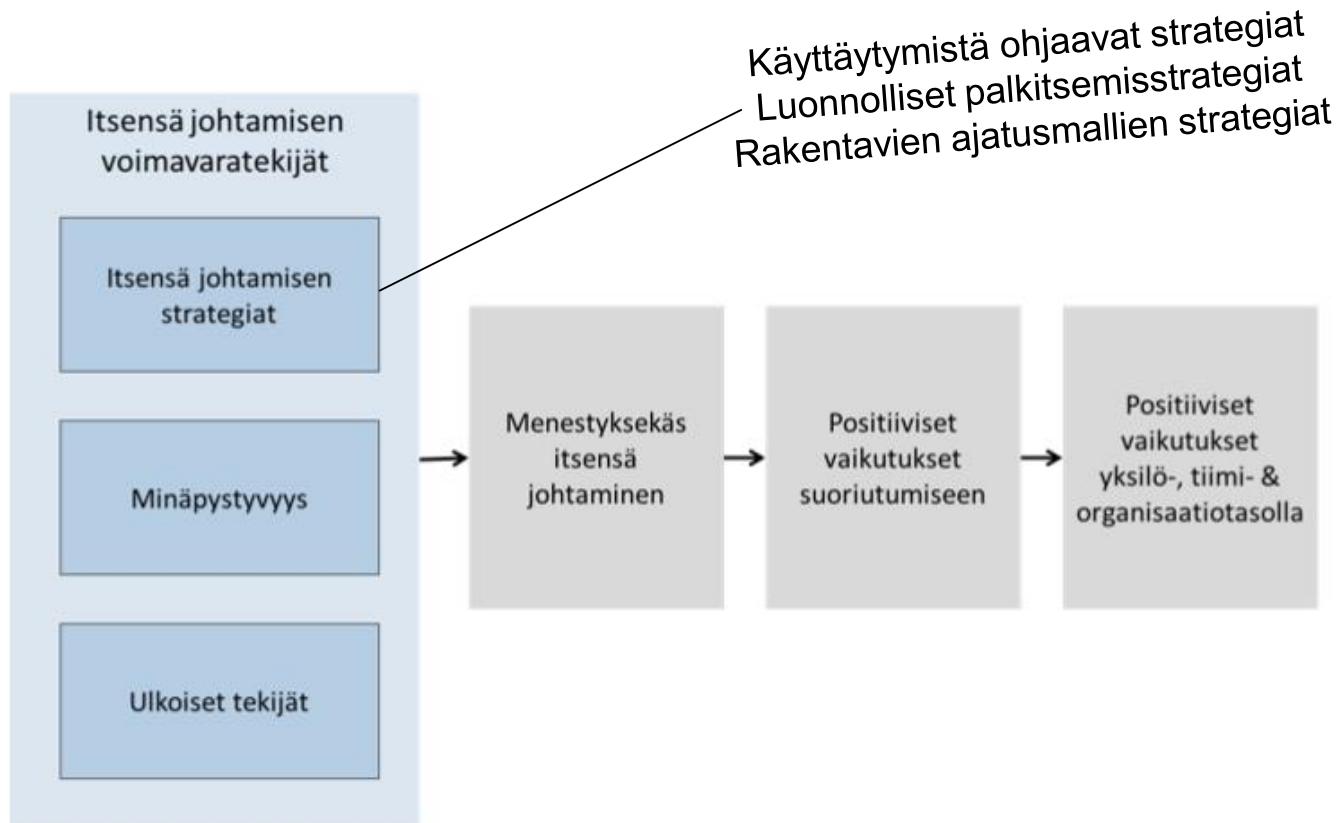 Käyttäytymistä ohjaavat strategiat
Luonnolliset palkitsemisstrategiat
Rakentavien ajatusmallien strategiat
Itsensä johtamisen
voimavaratekijät
Itsensä johtamisen
strategiat
Minäpystyvyys
Ulkoiset tekijät
Menestyksekäs
itsensä
johtaminen
Positiiviset
vaikutukset
suoriutumiseen
Positiiviset
vaikutukset
yksilö-, tiimi- &
organisaatiotasolla